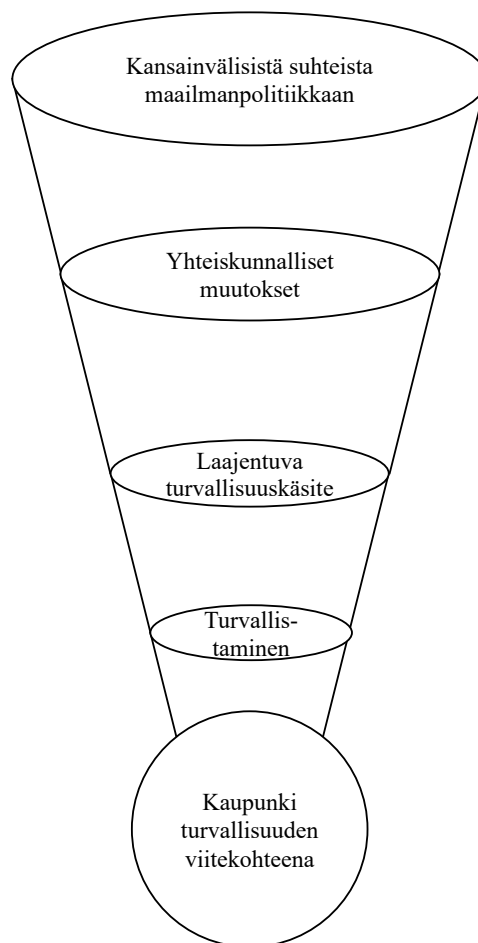 Kansainvälisistä suhteista
maailmanpolitiikkaan
Yhteiskunnalliset
muutokset
Laajentuva
turvallisuuskäsite
Turvallis-
taminen
Kaupunki
turvallisuuden
viitekohteena